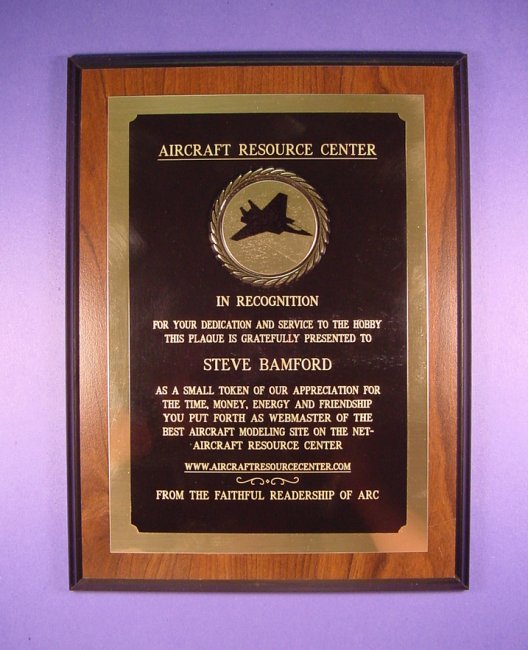 AIRCRAFT RESOURCE CENTER
IN RECOGNITION
FOR YOUR DEDICATION AND SERVICE TO THE HOBBY
THIS PLAQUE IS GRATEFULLY PRESENTED TO
STEVE BAMFORD
AS A SMALL TOKEN OF OUR APPRECIATION FOR
THE TIME, MONEY, ENERGY AND FRIENDSHIP
YOU PUT FORTH AS WEBMASTER OF THE
BEST AIRCRAFT MODELING SITE ON THE NET-
AIRCRAFT RESOURCE CENTER
WWW.AIRCRAFTRESOURCECENTER.COM
FROM THE FAITHFUL READERSHIP OF ARC